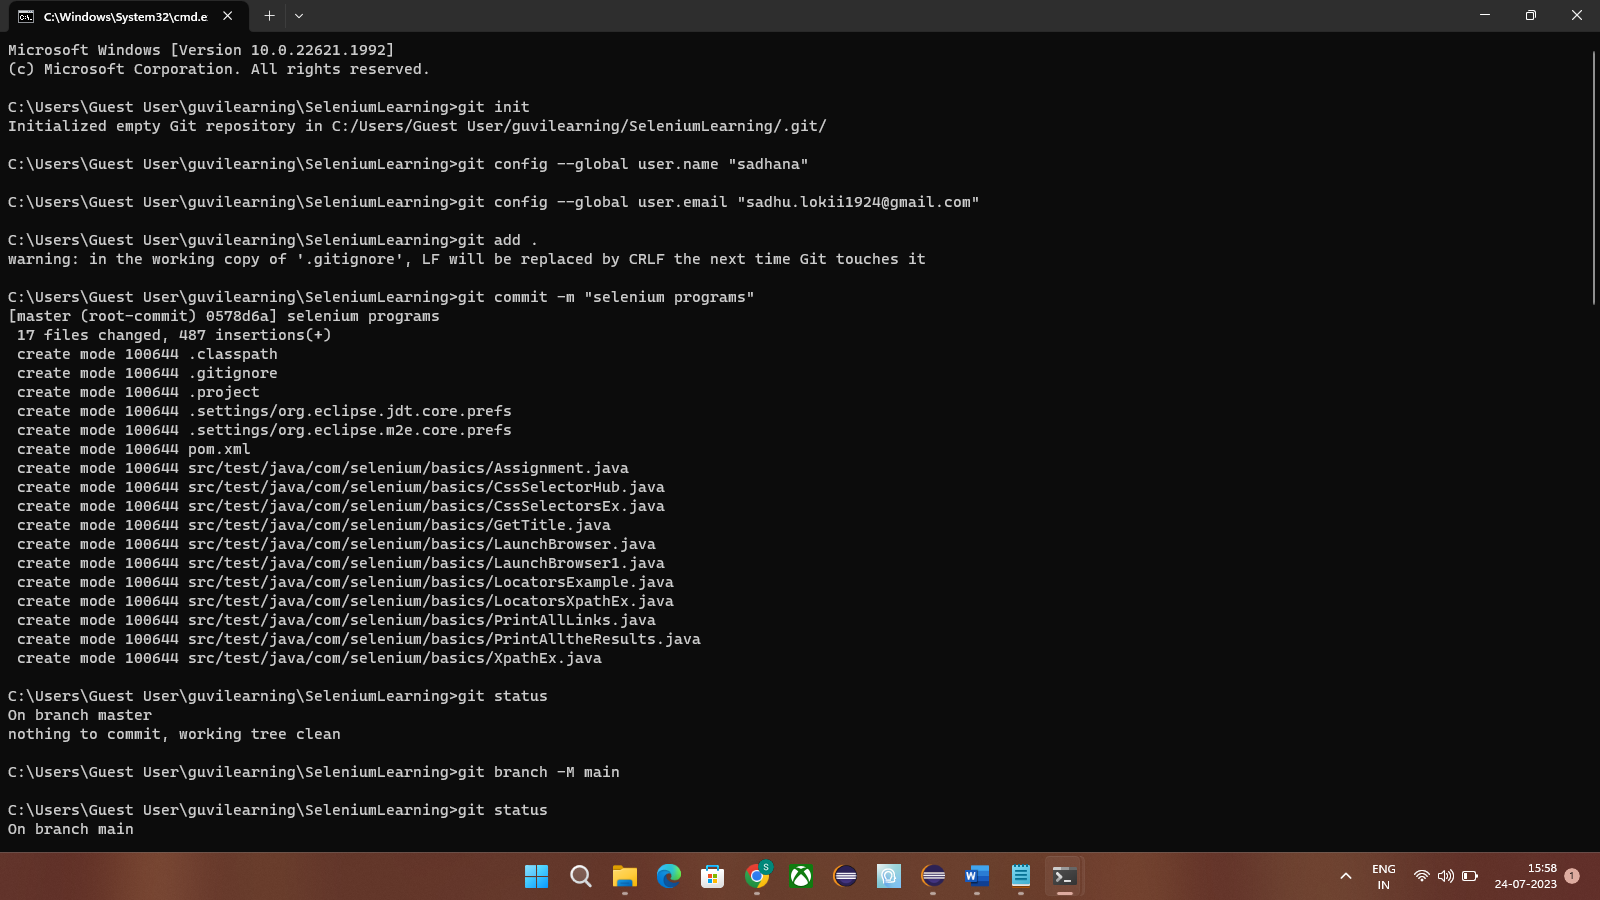 C:\Windows\System32\cmd.e
Microsoft Windows [Version 10.0.22621.1992]
(c) Microsoft Corporation. All rights reserved.
C:\Users\Guest User\guvilearning\SeleniumLearning>git init
Initialized empty Git repository in C:/Users/Guest User/guvilearning/SeleniumLearning/.git/
C:\Users\Guest User\guvilearning\SeleniumLearning>git config --global user.name "sadhana"
C:\Users\Guest User\guvilearning\SeleniumLearning>git config --global user.email "sadhu.lokii1924@gmail.com"
C:\Users\Guest User\guvilearning\SeleniumLearning>git add .
warning: in the working copy of '.gitignore', LF will be replaced by CRLF the next time Git touches it
C:\Users\Guest User\guvilearning\SeleniumLearning>git commit -m "selenium programs"
[master (root-commit) 0578d6a] selenium programs
17 files changed, 487 insertions(+)
create mode 100644 .classpath
create mode 100644 .gitignore
create mode 100644 .project
create mode 100644 .settings/org.eclipse.jdt.core.prefs
create mode 100644 .settings/org.eclipse.m2e.core.prefs
create mode 100644 pom.xml
create mode 100644 src/test/java/com/selenium/basics/Assignment.java
create mode 100644 src/test/java/com/selenium/basics/CssSelectorHub.java
create mode 100644 src/test/java/com/selenium/basics/CssSelectorsEx.java
create mode 100644 src/test/java/com/selenium/basics/GetTitle.java
create mode 100644 src/test/java/com/selenium/basics/LaunchBrowser.java
create mode 100644 src/test/java/com/selenium/basics/LaunchBrowser1.java
create mode 100644 src/test/java/com/selenium/basics/LocatorsExample.java
create mode 100644 src/test/java/com/selenium/basics/LocatorsXpathEx.java
create mode 100644 src/test/java/com/selenium/basics/PrintAllLinks.java
create mode 100644 src/test/java/com/selenium/basics/PrintAlltheResults.java
create mode 100644 src/test/java/com/selenium/basics/XpathEx.java
C:\Users\Guest User\guvilearning\SeleniumLearning>git status
On branch master
nothing to commit, working tree clean
C:\Users\Guest User\guvilearning\SeleniumLearning>git branch -M main
C:\Users\Guest User\guvilearning\SeleniumLearning>git status
On branch main
S
W
ENG
IN
15:58
24-07-2023
1